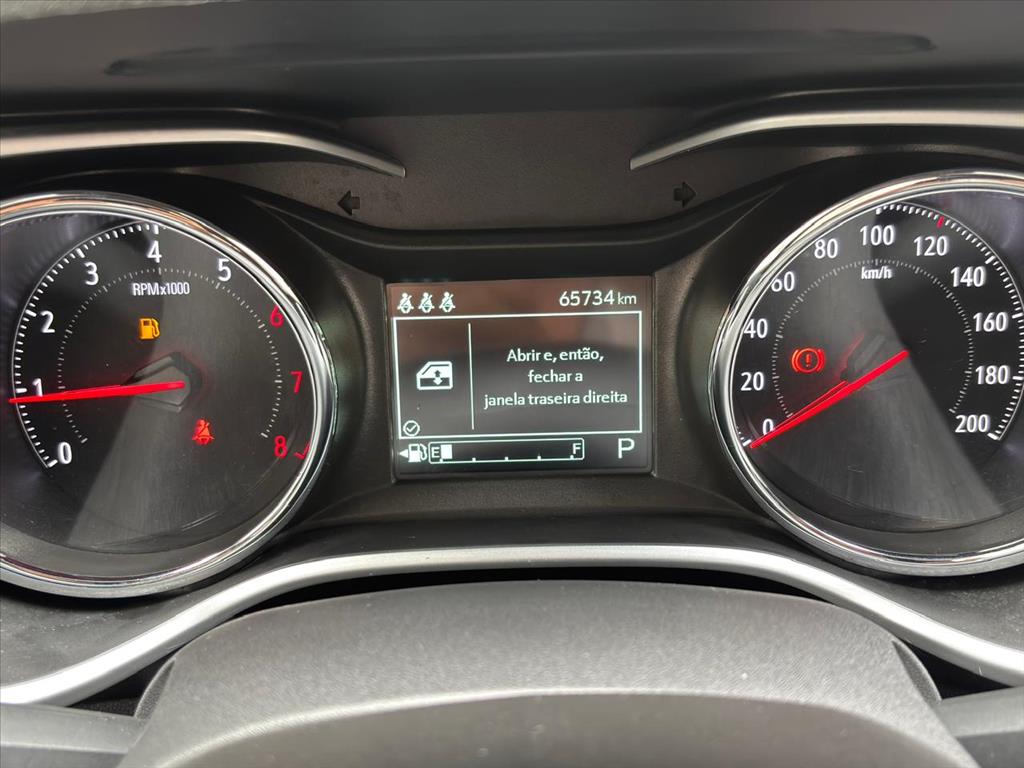 0
1
2
3
4
5
6
7
8
RPMx1000
65734 km
Abrir e, então,
fechar a
janela traseira direita
E
F
P
0
20
40
60
80
100
120
140
160
180
200
km/h